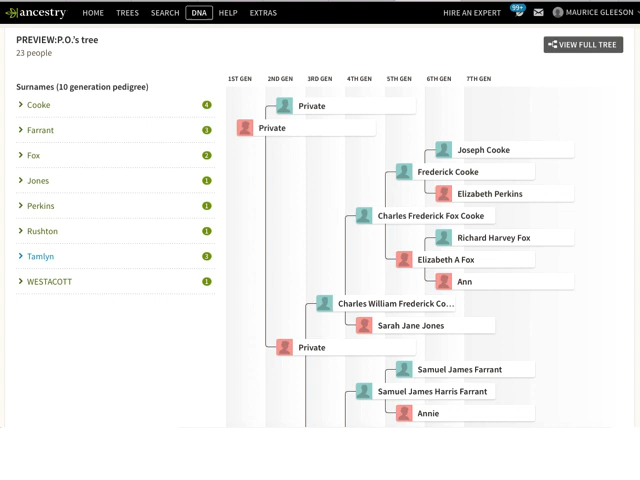 ancestry
HOME TREES SEARCH DNA HELP EXTRAS HIRE AN EXPERT 99+ MAURICE GLEESON
PREVIEW:P.O.'s tree
23 people
VIEW FULL TREE
Surnames (10 generation pedigree)
Cooke 4
Farrant 3
Fox 2
Jones 1
Perkins 1
Rushton 1
Tamlyn 3
WESTACOTT 1
1ST GEN 2ND GEN 3RD GEN 4TH GEN 5TH GEN 6TH GEN 7TH GEN
Private
Private
Joseph Cooke
Frederick Cooke
Elizabeth Perkins
Charles Frederick Fox Cooke
Richard Harvey Fox
Elizabeth A Fox
Ann
Charles William Frederick Co...
Sarah Jane Jones
Private
Samuel James Farrant
Samuel James Harris Farrant
Annie